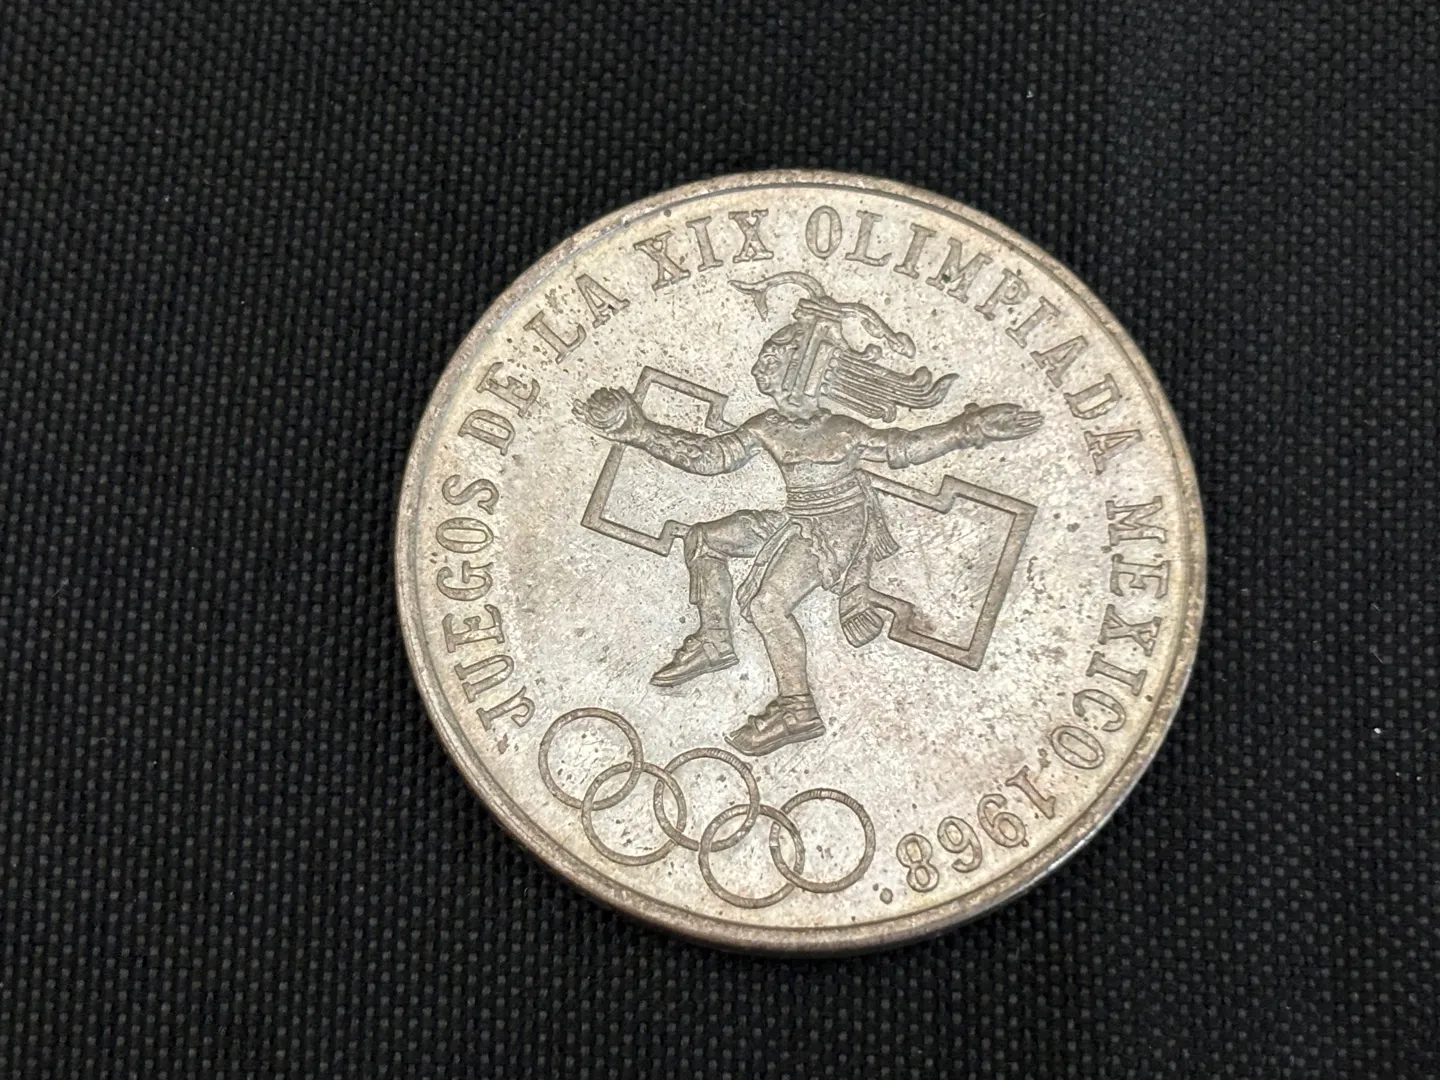 JUEGOS DE LA XIX OLIMPIADA MEXICO 1968.